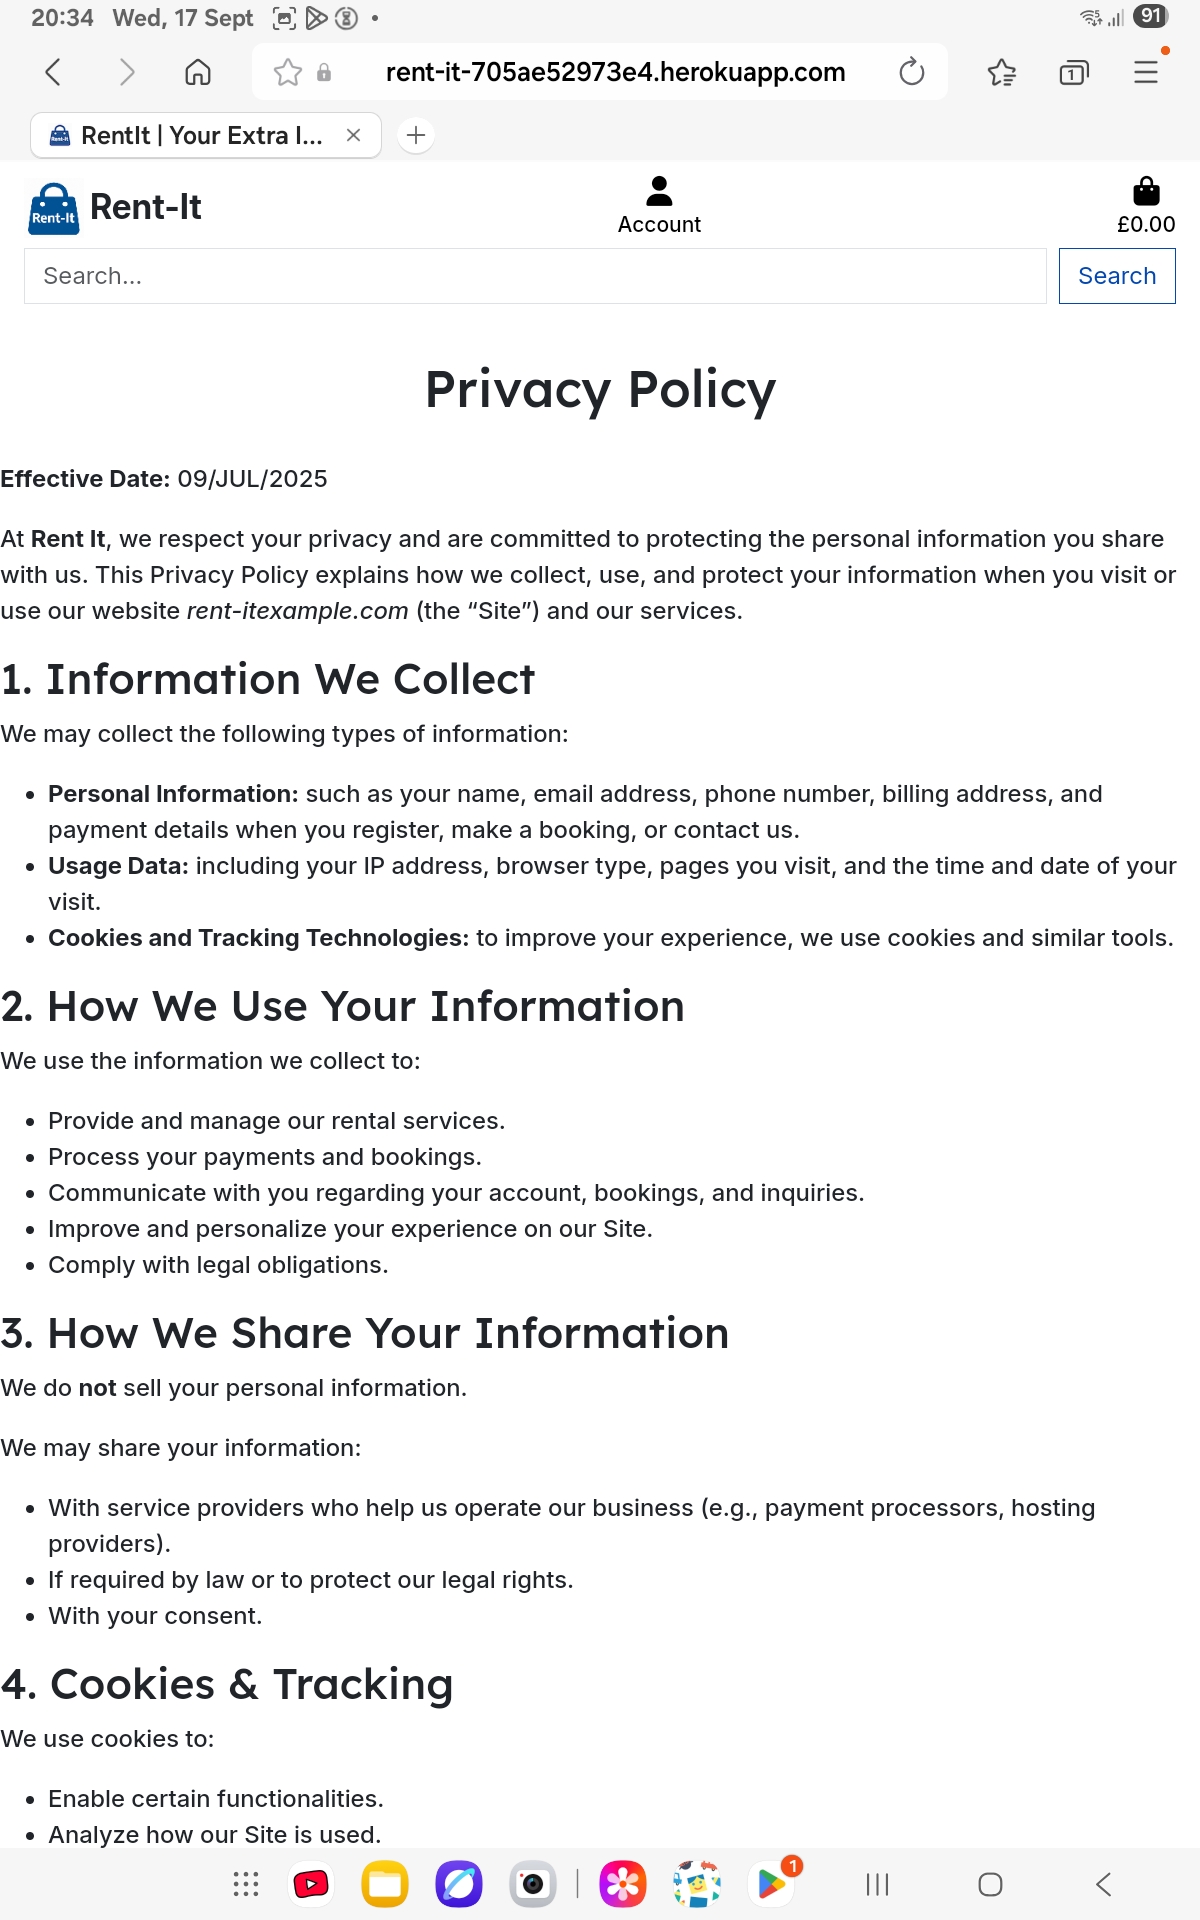 20:34 Wed, 17 Sept
91
rent-it-705ae52973e4.herokuapp.com
1
RentIt | Your Extra I...
Rent-It
Rent-It
Account
£0.00
Search...
Search
Privacy Policy
Effective Date: 09/JUL/2025
At Rent It, we respect your privacy and are committed to protecting the personal information you share
with us. This Privacy Policy explains how we collect, use, and protect your information when you visit or
use our website rent-itexample.com (the “Site”) and our services.
1. Information We Collect
We may collect the following types of information:
• Personal Information: such as your name, email address, phone number, billing address, and
payment details when you register, make a booking, or contact us.
• Usage Data: including your IP address, browser type, pages you visit, and the time and date of your
visit.
• Cookies and Tracking Technologies: to improve your experience, we use cookies and similar tools.
2. How We Use Your Information
We use the information we collect to:
• Provide and manage our rental services.
• Process your payments and bookings.
• Communicate with you regarding your account, bookings, and inquiries.
• Improve and personalize your experience on our Site.
• Comply with legal obligations.
3. How We Share Your Information
We do not sell your personal information.
We may share your information:
• With service providers who help us operate our business (e.g., payment processors, hosting
providers).
• If required by law or to protect our legal rights.
• With your consent.
4. Cookies & Tracking
We use cookies to:
• Enable certain functionalities.
• Analyze how our Site is used.
1